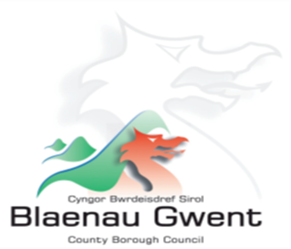 Cyngor Bwrdeisdref Sirol
Blaenau Gwent
County Borough Council